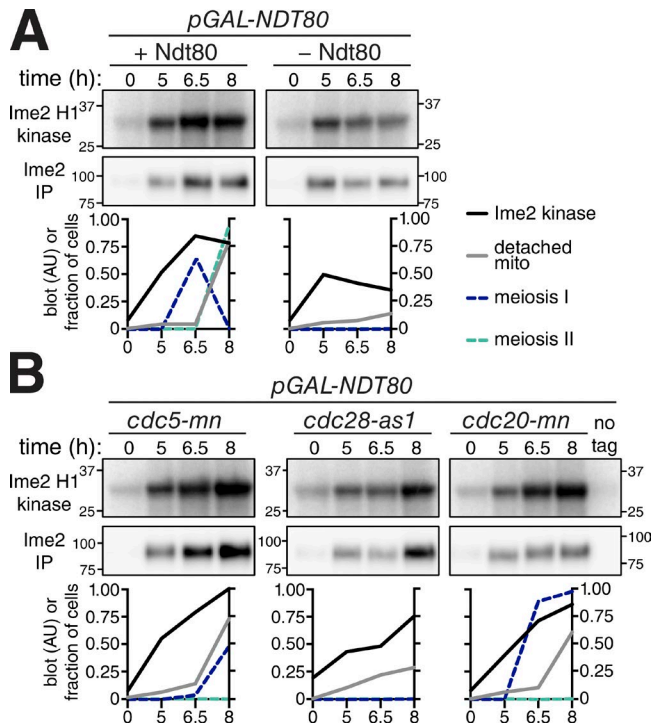 A
pGAL-NDT80
+ Ndt80 – Ndt80
time (h): 0 5 6.5 8 0 5 6.5 8
Ime2 H1
kinase
37
25
37
25
Ime2
IP
100
75
100
75
blot (AU) or
fraction of cells
1.00
0.75
0.50
0.25
0
0 5 6.5 8
1.00
0.75
0.50
0.25
0
0 5 6.5 8
Ime2 kinase
detached
mito
meiosis I
meiosis II
B
pGAL-NDT80
cdc5-mn cdc28-as1 cdc20-mn no
tag
time (h): 0 5 6.5 8 0 5 6.5 8 0 5 6.5 8
Ime2 H1
kinase
37
25
37
25
37
25
Ime2
IP
100
75
100
75
100
75
blot (AU) or
fraction of cells
1.00
0.75
0.50
0.25
0
0 5 6.5 8
0 5 6.5 8
1.00
0.75
0.50
0.25
0
0 5 6.5 8